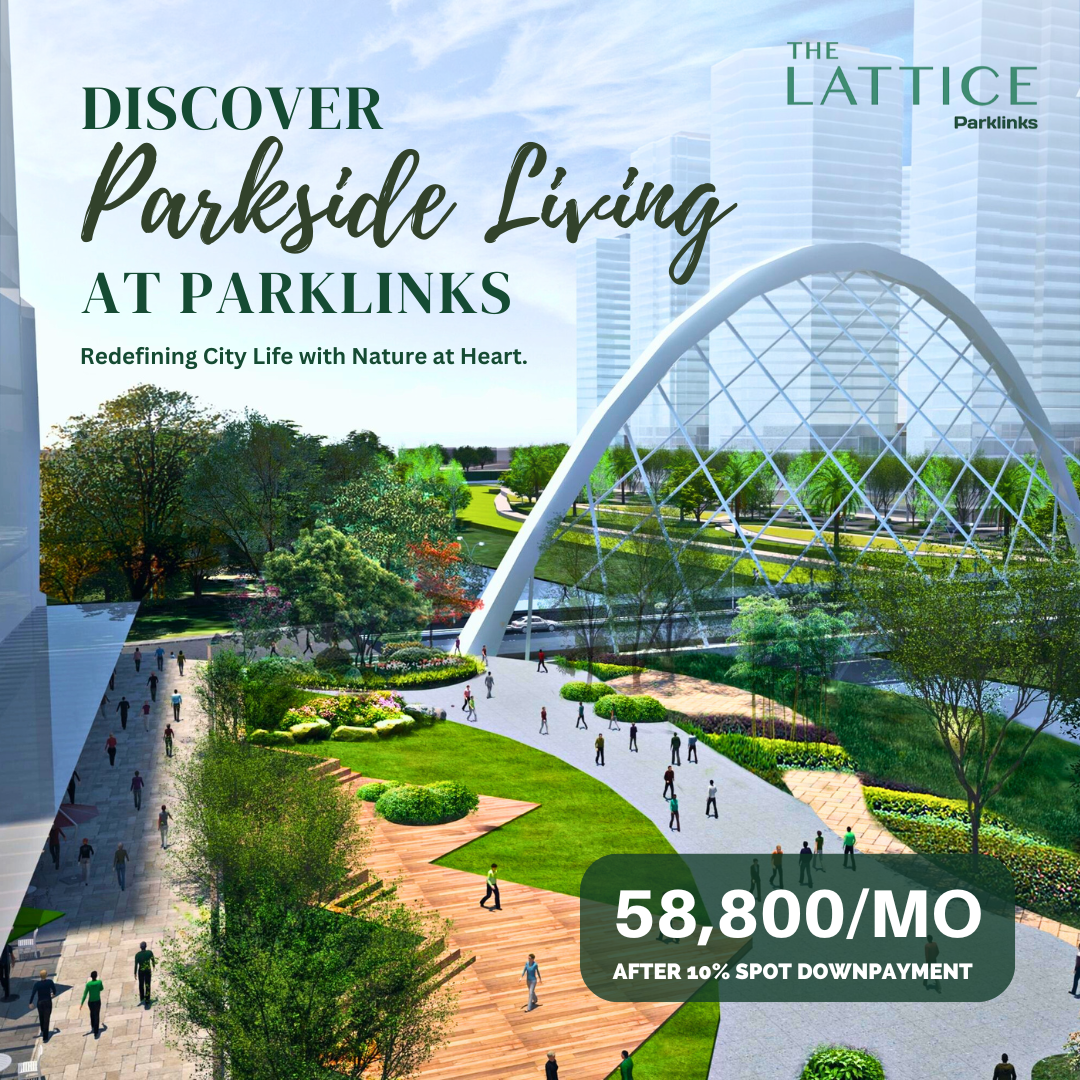 THE
LATTICE
Parklinks
DISCOVER
Parkside Living
AT PARKLINKS
Redefining City Life with Nature at Heart.
58,800/MO
AFTER 10% SPOT DOWNPAYMENT